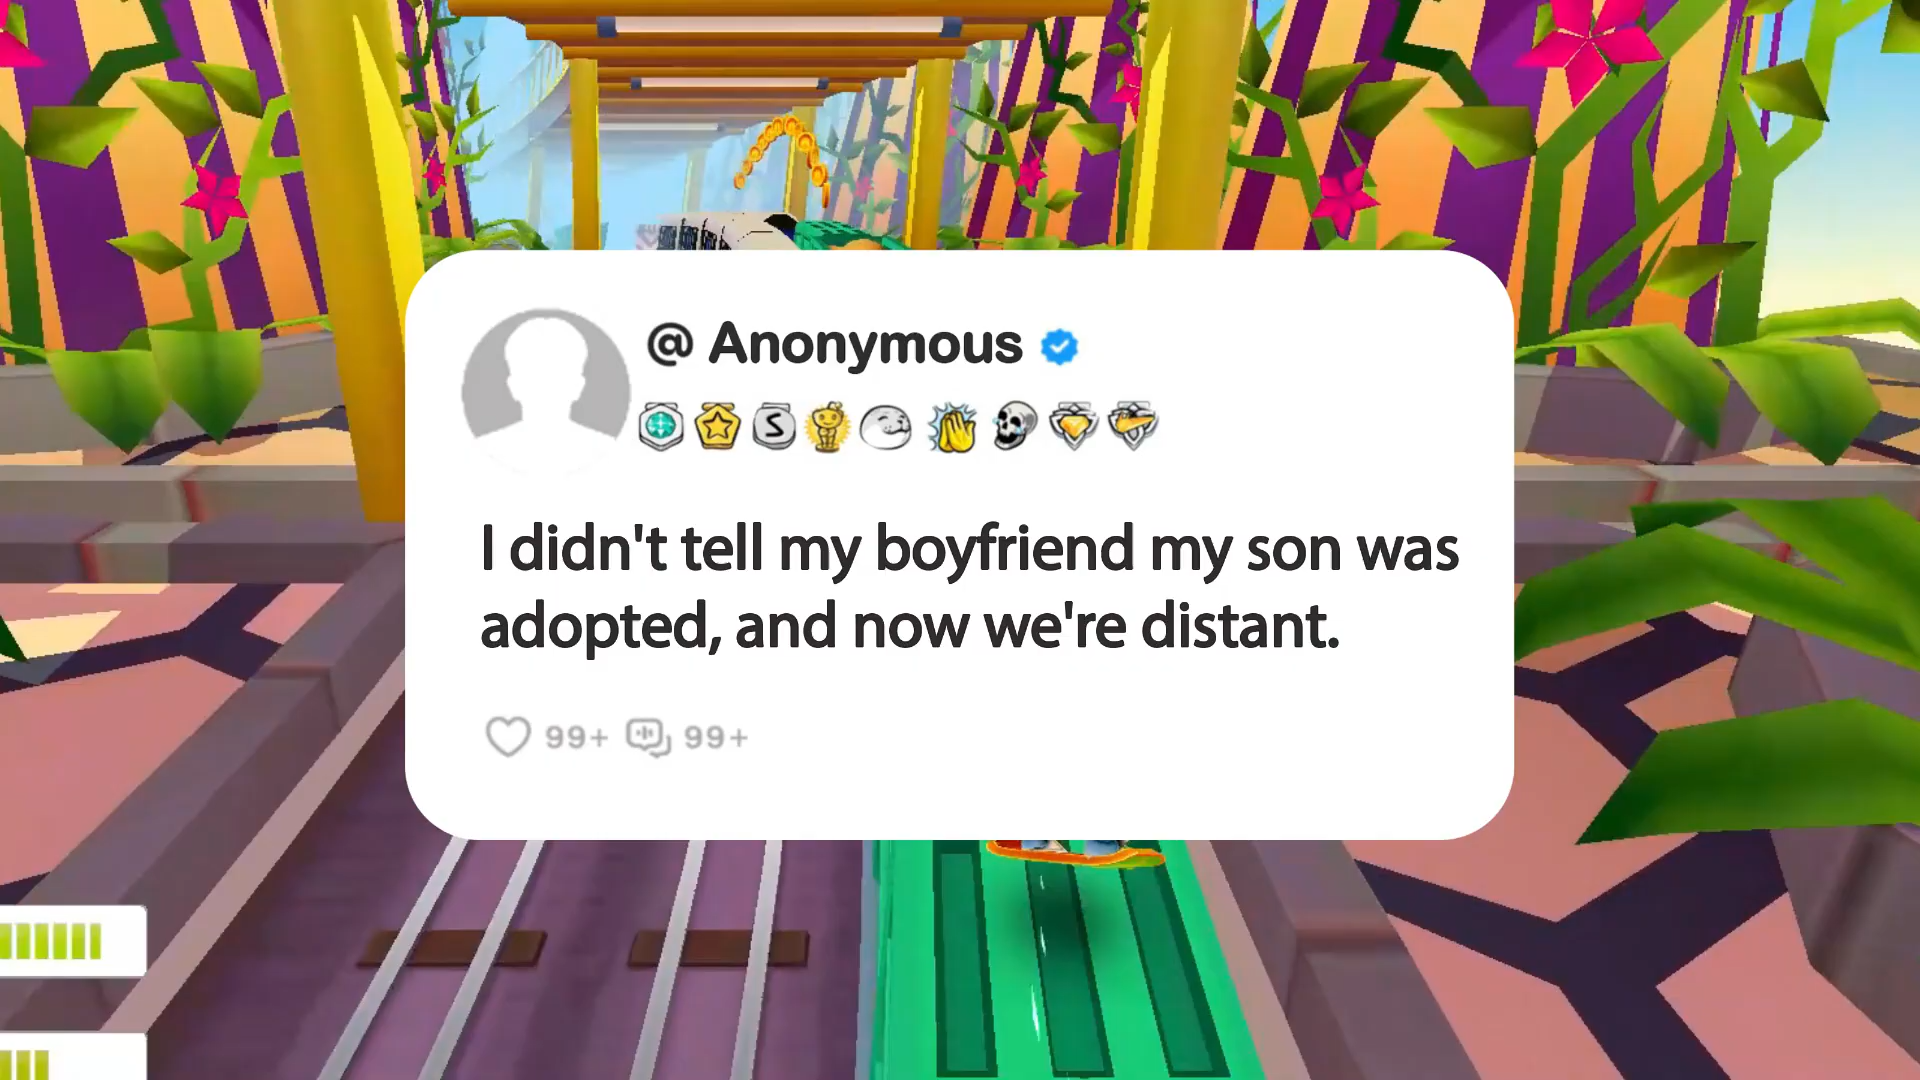 @ Anonymous
S
I didn't tell my boyfriend my son was
adopted, and now we're distant.
99+ 99+